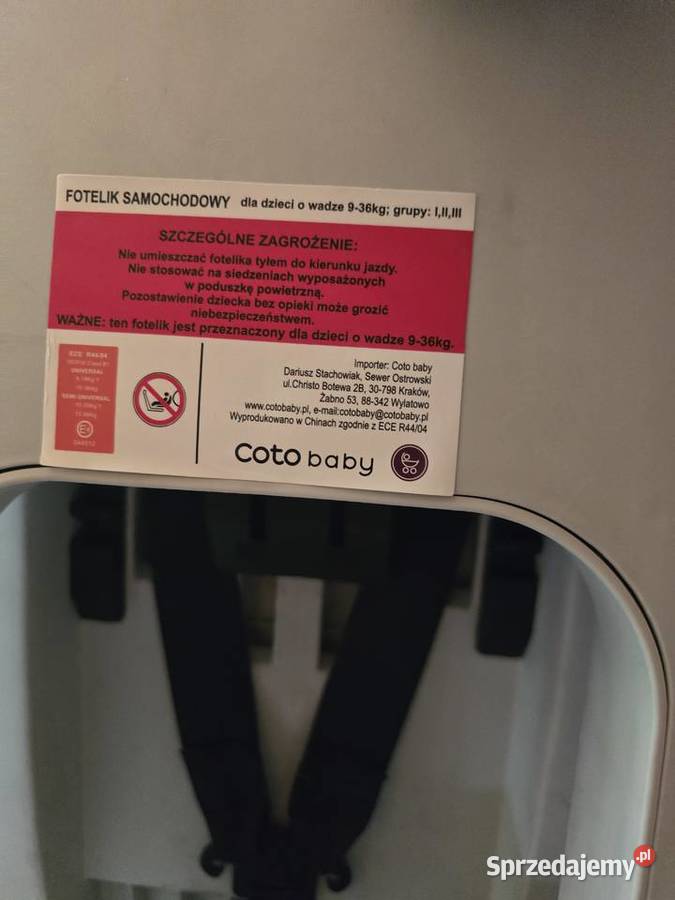 FOTELIK SAMOCHODOWY dla dzieci o wadze 9-36kg; grupy: I,II,III
SZCZEGÓLNE ZAGROŻENIE:
Nie umieszczać fotelika tyłem do kierunku jazdy.
Nie stosować na siedzeniach wyposażonych
w poduszkę powietrzną.
Pozostawienie dziecka bez opieki może grozić
niebezpieczeństwem.
WAŻNE: ten fotelik jest przeznaczony dla dzieci o wadze 9-36kg.
ECE R44/04
UNIVERSAL
9-18kg Y
SEMI-UNIVERSAL
Importer: Coto baby
Dariusz Stachowiak, Sewer Ostrowski
ul.Christo Botewa 2B, 30-798 Kraków,
Żabno 53, 88-342 Wylatowo
www.cotobaby.pl, e-mail:cotobaby@cotobaby.pl
Wyprodukowano w Chinach zgodnie z ECE R44/04
coto baby
Sprzedajemy.pl